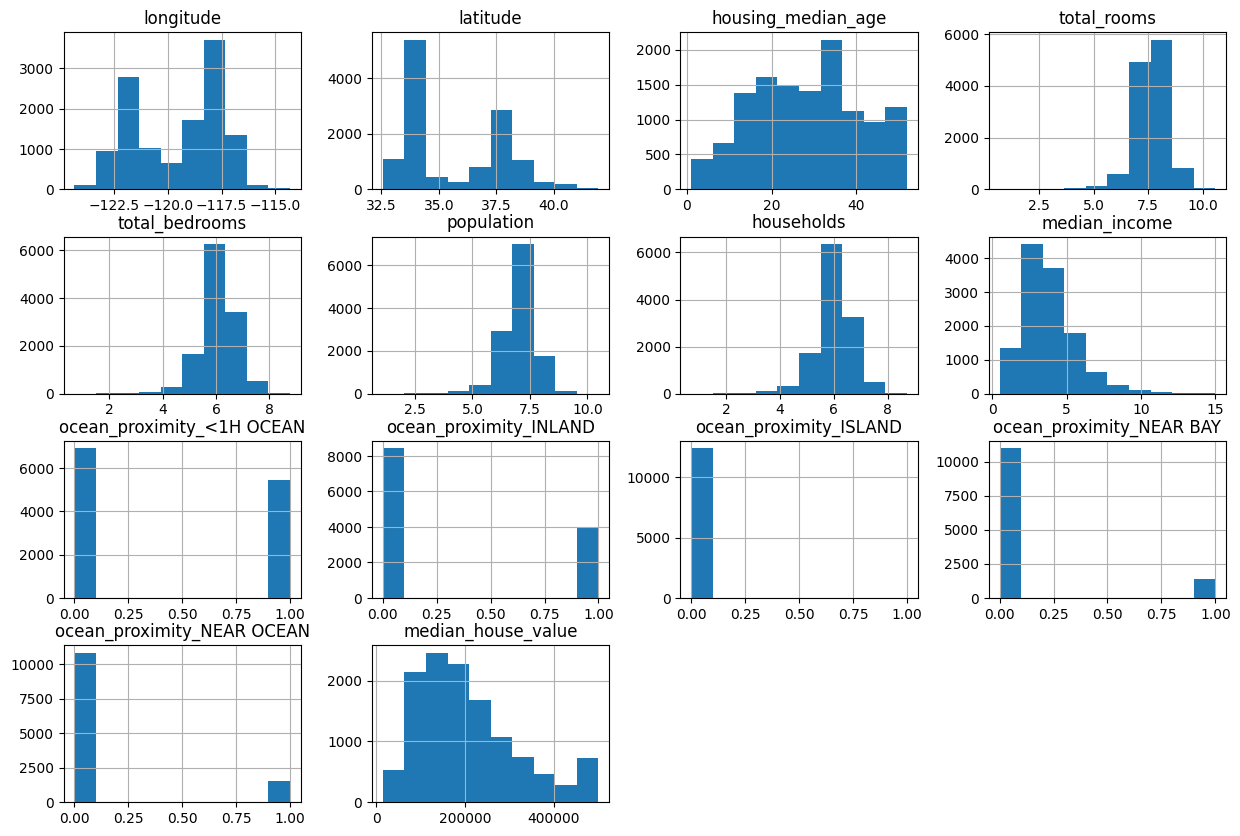 longitude latitude housing_median_age total_rooms
3000 2000 1000 0
4000 2000 0
2000 1500 1000 500 0
6000 4000 2000 0
−122.5 −120.0 −117.5 −115.0
32.5 35.0 37.5 40.0
0 20 40
2.5 5.0 7.5 10.0
total_bedrooms population households median_income
6000 4000 2000 0
6000 4000 2000 0
6000 4000 2000 0
4000 3000 2000 1000 0
2 4 6 8
2.5 5.0 7.5 10.0
2 4 6 8
0 5 10 15
ocean_proximity_<1H OCEAN ocean_proximity_INLAND ocean_proximity_ISLAND ocean_proximity_NEAR BAY
6000 4000 2000 0
8000 6000 4000 2000 0
10000 5000 0
10000 7500 5000 2500 0
0.00 0.25 0.50 0.75 1.00
0.00 0.25 0.50 0.75 1.00
0.00 0.25 0.50 0.75 1.00
0.00 0.25 0.50 0.75 1.00
ocean_proximity_NEAR OCEAN median_house_value
10000 7500 5000 2500 0
2000 1000 0
0.00 0.25 0.50 0.75 1.00
0 200000 400000